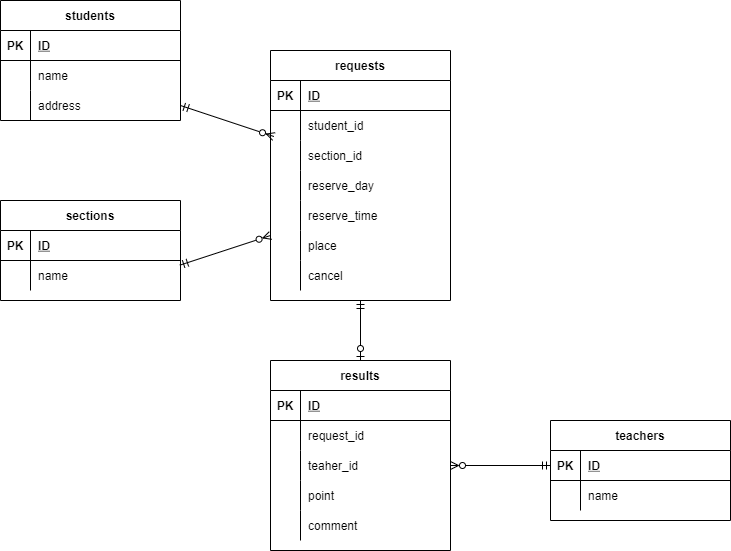 students
PK ID
name
address
requests
PK ID
student_id
section_id
reserve_day
reserve_time
place
cancel
sections
PK ID
name
results
PK ID
request_id
teaher_id
point
comment
teachers
PK ID
name